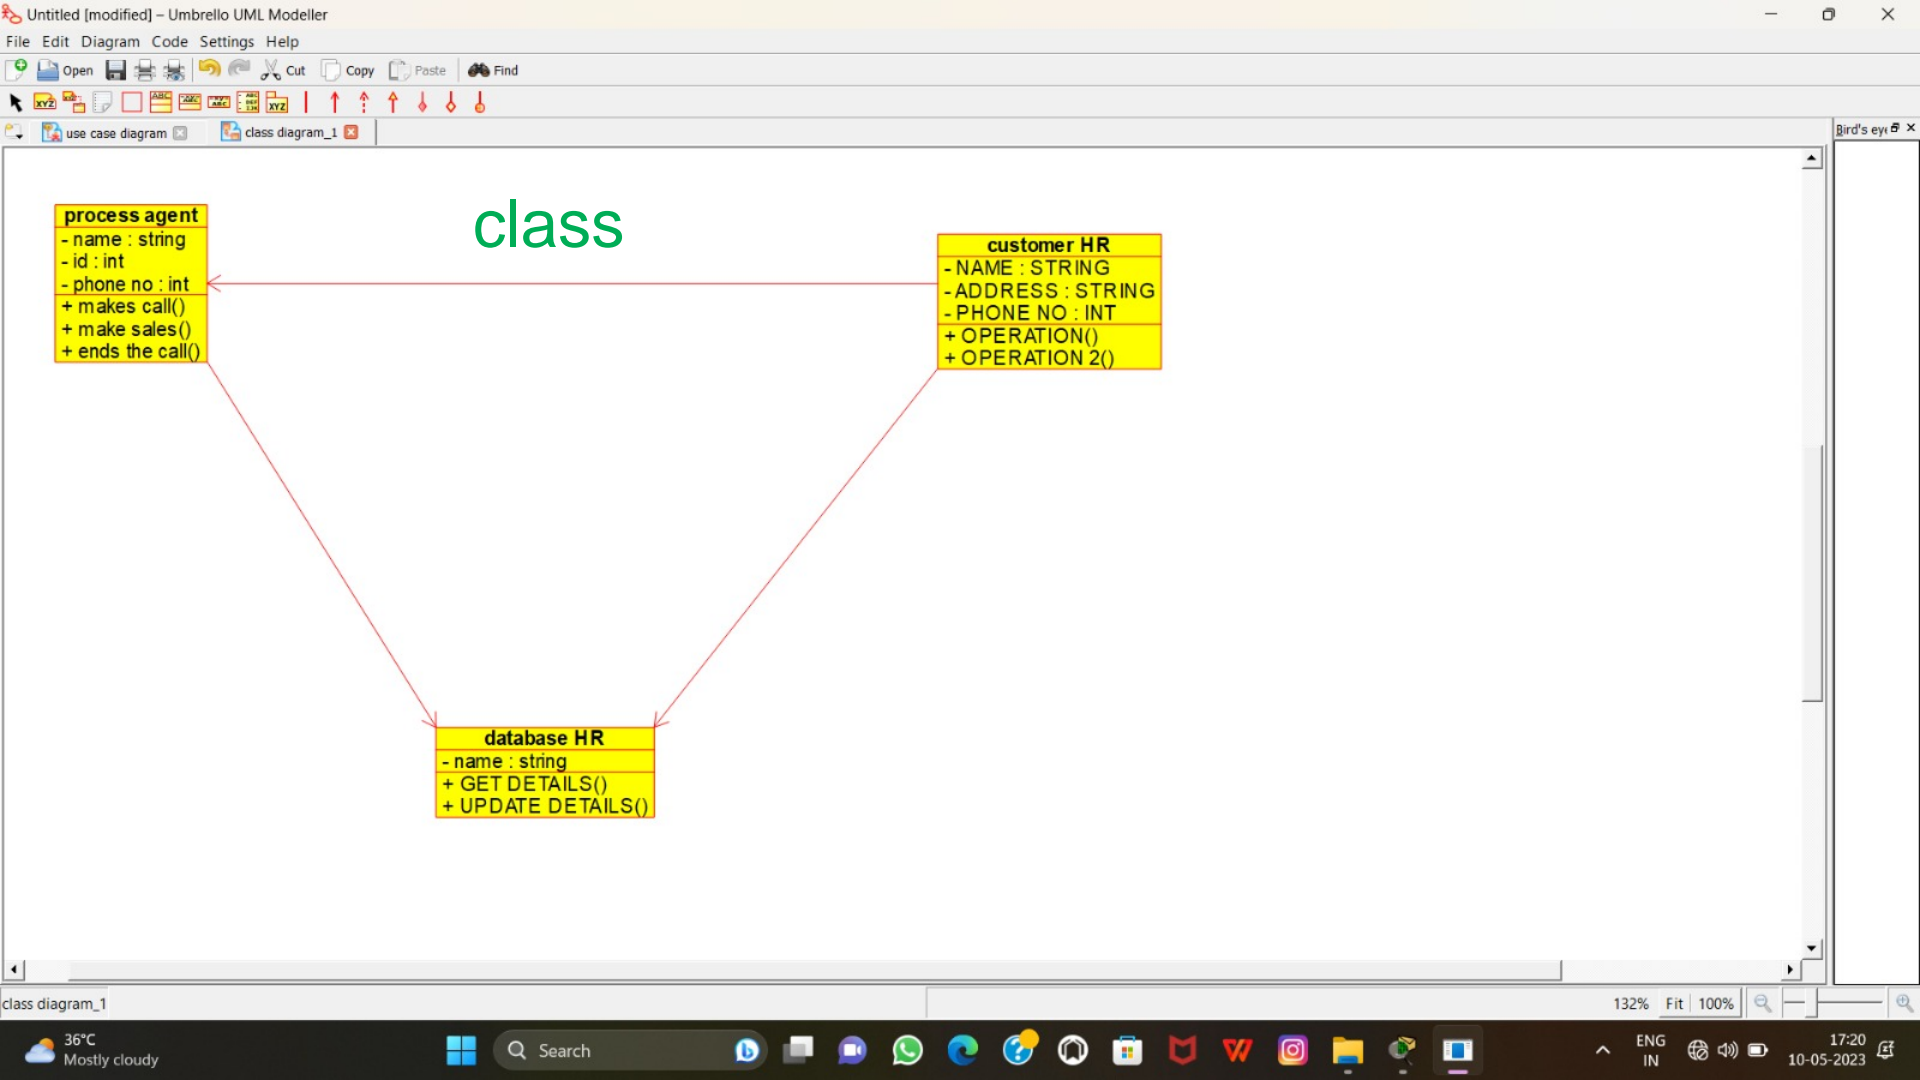 Untitled [modified] – Umbrello UML Modeller
File Edit Diagram Code Settings Help
Open Cut Copy Paste Find
use case diagram class diagram_1
Bird's eye
class
process agent
- name : string
- id : int
- phone no : int
+ makes call()
+ make sales()
+ ends the call()
customer HR
- NAME : STRING
- ADDRESS : STRING
- PHONE NO : INT
+ OPERATION()
+ OPERATION 2()
database HR
- name : string
+ GET DETAILS()
+ UPDATE DETAILS()
class diagram_1
132% Fit 100%
36°C
Mostly cloudy
Search
ENG
IN
17:20
10-05-2023